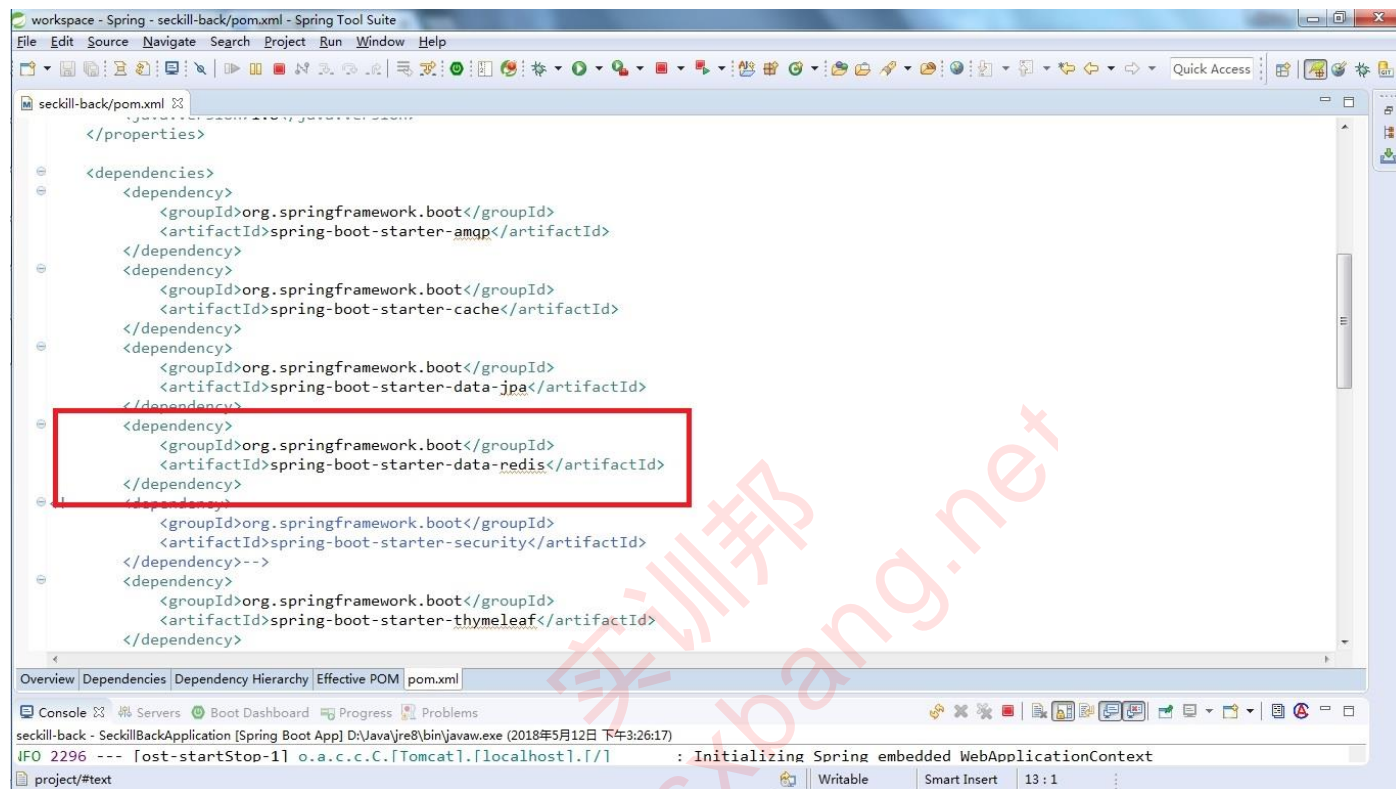 workspace - Spring - seckill-back/pom.xml - Spring Tool Suite
File Edit Source Navigate Search Project Run Window Help
Quick Access
seckill-back/pom.xml
</properties>
<dependencies>
<dependency>
<groupId>org.springframework.boot</groupId>
<artifactId>spring-boot-starter-amqp</artifactId>
</dependency>
<dependency>
<groupId>org.springframework.boot</groupId>
<artifactId>spring-boot-starter-cache</artifactId>
</dependency>
<dependency>
<groupId>org.springframework.boot</groupId>
<artifactId>spring-boot-starter-data-jpa</artifactId>
</dependency>
<dependency>
<groupId>org.springframework.boot</groupId>
<artifactId>spring-boot-starter-data-redis</artifactId>
</dependency>
<dependency>
<groupId>org.springframework.boot</groupId>
<artifactId>spring-boot-starter-security</artifactId>
</dependency>-->
<dependency>
<groupId>org.springframework.boot</groupId>
<artifactId>spring-boot-starter-thymeleaf</artifactId>
</dependency>
Overview Dependencies Dependency Hierarchy Effective POM pom.xml
Console Servers Boot Dashboard Progress Problems
seckill-back - SeckillBackApplication [Spring Boot App] D:\Java\jre8\bin\javaw.exe (2018年5月12日 下午3:26:17)
NFO 2296 --- [ost-startStop-1] o.a.c.c.C.[Tomcat].[localhost].[/] : Initializing Spring embedded WebApplicationContext
project/#text Writable Smart Insert 13 : 1
实训邦
sxbang.net